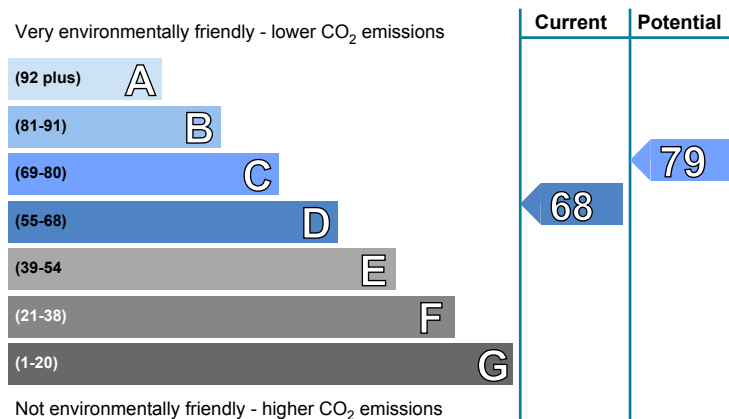 Very environmentally friendly - lower CO2 emissions
Current
Potential
(92 plus) A
(81-91) B
(69-80) C
(55-68) D
(39-54 E
(21-38) F
(1-20) G
79
68
Not environmentally friendly - higher CO2 emissions